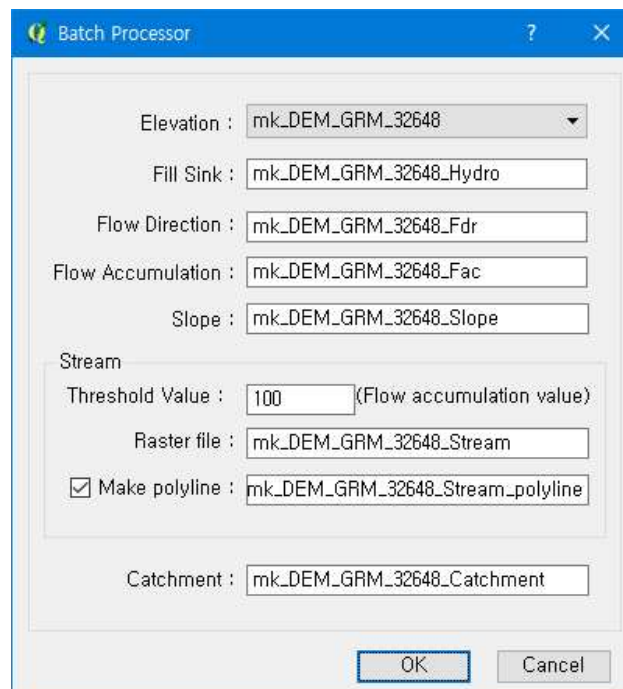 Batch Processor
Elevation : mk_DEM_GRM_32648
Fill Sink : mk_DEM_GRM_32648_Hydro
Flow Direction : mk_DEM_GRM_32648_Fdr
Flow Accumulation : mk_DEM_GRM_32648_Fac
Slope : mk_DEM_GRM_32648_Slope
Stream
Threshold Value : 100 (Flow accumulation value)
Raster file : mk_DEM_GRM_32648_Stream
Make polyline : mk_DEM_GRM_32648_Stream_polyline
Catchment : mk_DEM_GRM_32648_Catchment
OK Cancel